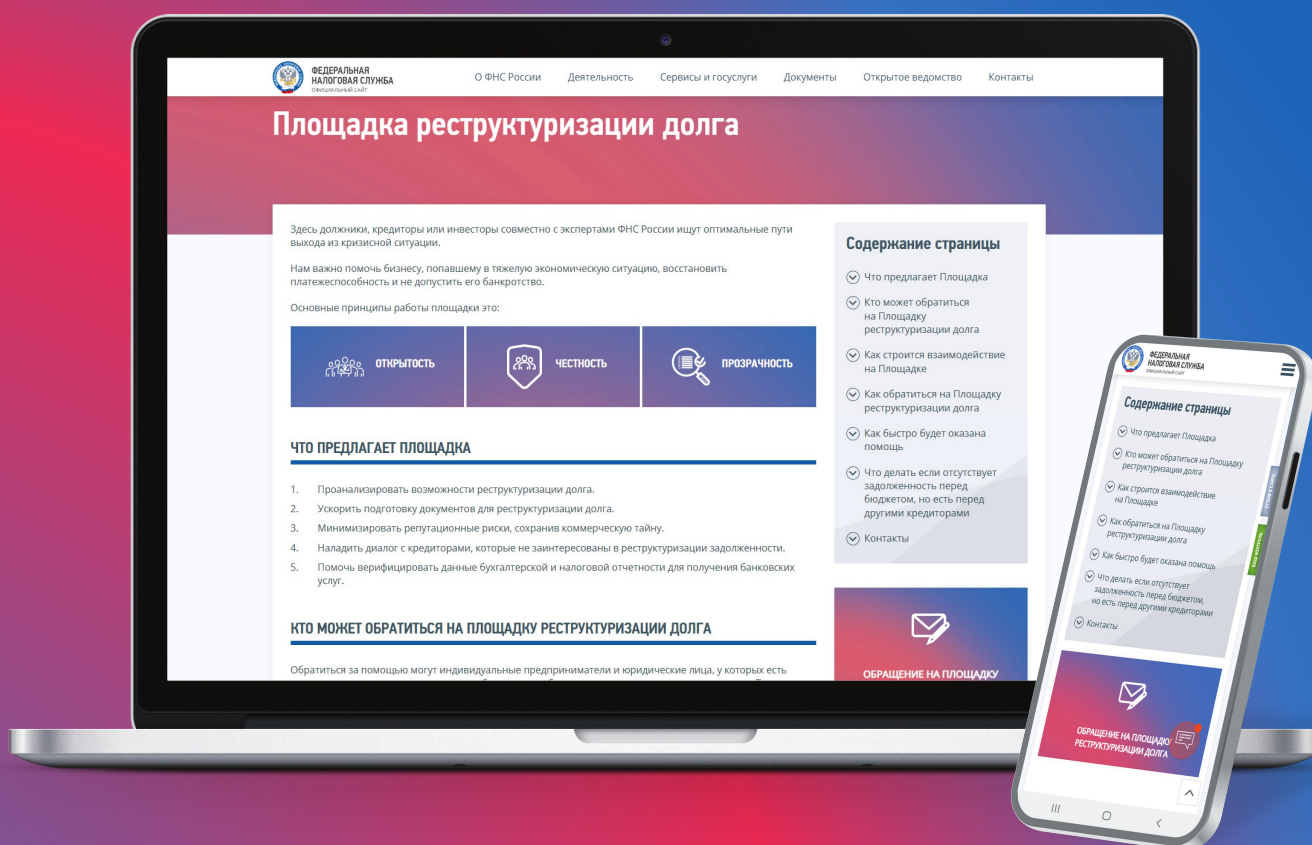 ФЕДЕРАЛЬНАЯ
НАЛОГОВАЯ СЛУЖБА
ОФИЦИАЛЬНЫЙ САЙТ
О ФНС России Деятельность Сервисы и госуслуги Документы Открытое ведомство Контакты
Площадка реструктуризации долга
Здесь должники, кредиторы или инвесторы совместно с экспертами ФНС России ищут оптимальные пути
выхода из кризисной ситуации.
Нам важно помочь бизнесу, попавшему в тяжелую экономическую ситуацию, восстановить
платежеспособность и не допустить его банкротство.
Основные принципы работы площадки это:
ОТКРЫТОСТЬ
ЧЕСТНОСТЬ
ПРОЗРАЧНОСТЬ
ЧТО ПРЕДЛАГАЕТ ПЛОЩАДКА
1. Проанализировать возможности реструктуризации долга.
2. Ускорить подготовку документов для реструктуризации долга.
3. Минимизировать репутационные риски, сохранив коммерческую тайну.
4. Наладить диалог с кредиторами, которые не заинтересованы в реструктуризации задолженности.
5. Помочь верифицировать данные бухгалтерской и налоговой отчетности для получения банковских
услуг.
КТО МОЖЕТ ОБРАТИТЬСЯ НА ПЛОЩАДКУ РЕСТРУКТУРИЗАЦИИ ДОЛГА
Обратиться за помощью могут индивидуальные предприниматели и юридические лица, у которых есть
Содержание страницы
Что предлагает Площадка
Кто может обратиться
на Площадку
реструктуризации долга
Как строится взаимодействие
на Площадке
Как обратиться на Площадку
реструктуризации долга
Как быстро будет оказана
помощь
Что делать если отсутствует
задолженность перед
бюджетом, но есть перед
другими кредиторами
Контакты
ОБРАЩЕНИЕ НА ПЛОЩАДКУ
ФЕДЕРАЛЬНАЯ
НАЛОГОВАЯ СЛУЖБА
ОФИЦИАЛЬНЫЙ САЙТ
Содержание страницы
Что предлагает Площадка
Кто может обратиться на Площадку
реструктуризации долга
Как строится взаимодействие
на Площадке
Как обратиться на Площадку
реструктуризации долга
Как быстро будет оказана помощь
Что делать если отсутствует
задолженность перед бюджетом,
но есть перед другими кредиторами
Контакты
ОБРАЩЕНИЕ НА ПЛОЩАДКУ
РЕСТРУКТУРИЗАЦИИ ДОЛГА